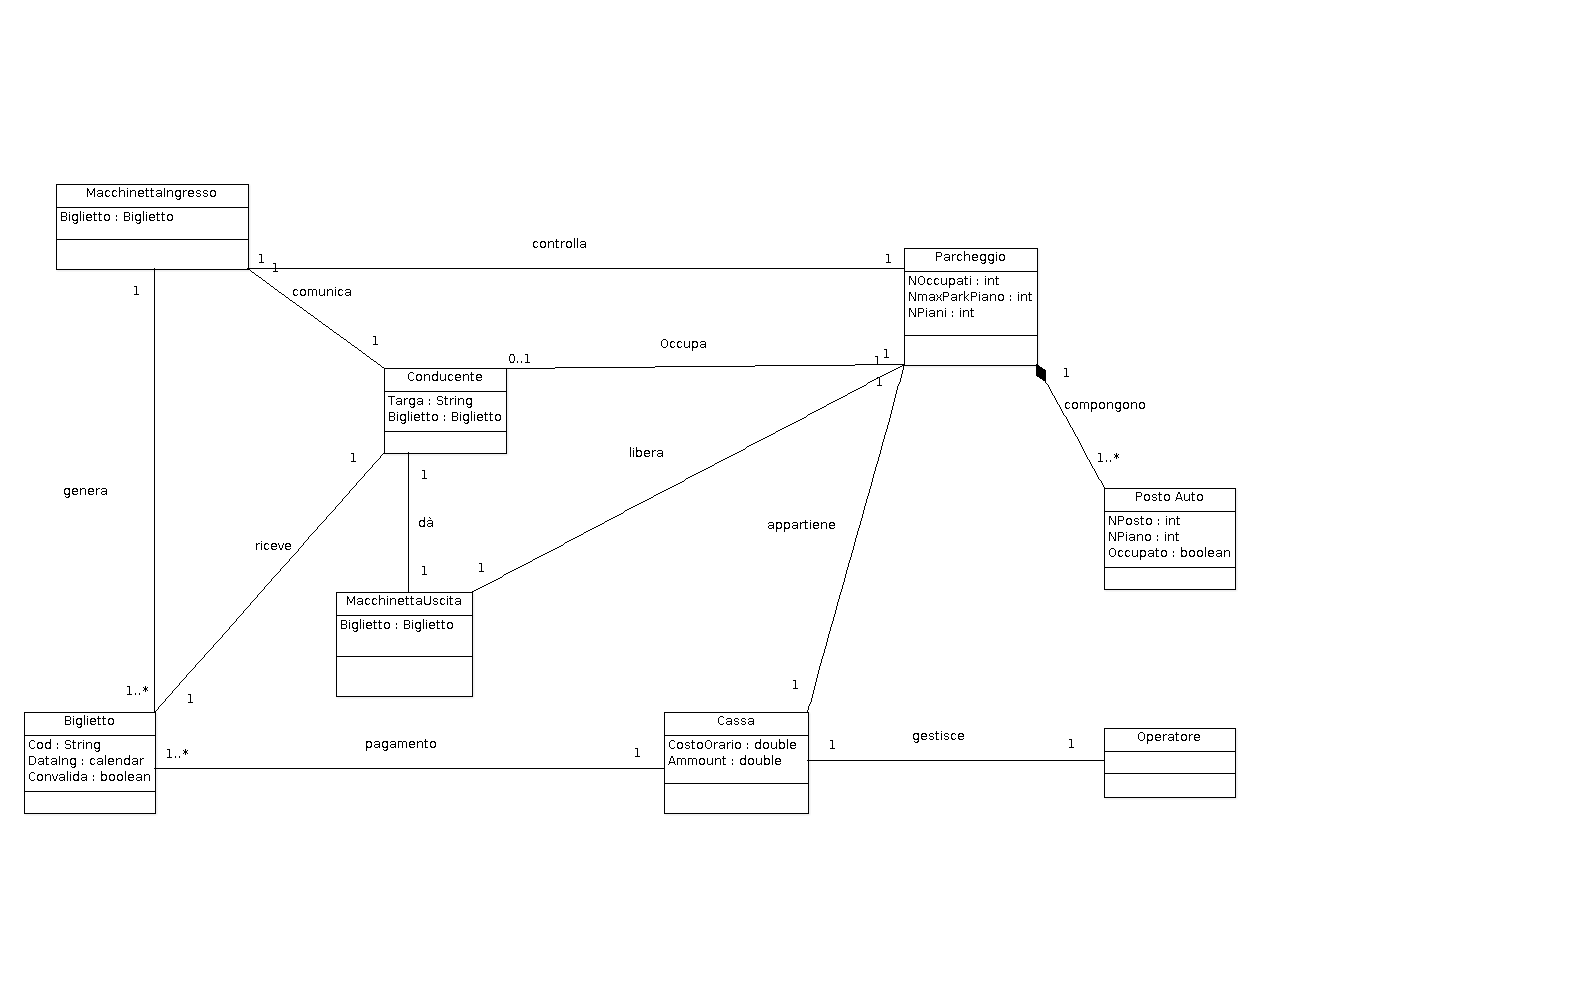 MacchinettaIngresso
Biglietto : Biglietto
controlla
1
1
1
comunica
1
1
Parcheggio
NOccupati : int
NmaxParkPiano : int
NPiani : int
Occupa
0..1
1
1
1
Conducente
Targa : String
Biglietto : Biglietto
1
compongono
1..*
Posto Auto
NPosto : int
NPiano : int
Occupato : boolean
genera
1
riceve
1
dà
1
libera
1
appartiene
MacchinettaUscita
Biglietto : Biglietto
1..*
1
1
Biglietto
Cod : String
DataIng : calendar
Convalida : boolean
1..*
pagamento
1
Cassa
CostoOrario : double
Ammount : double
1
gestisce
1
Operatore